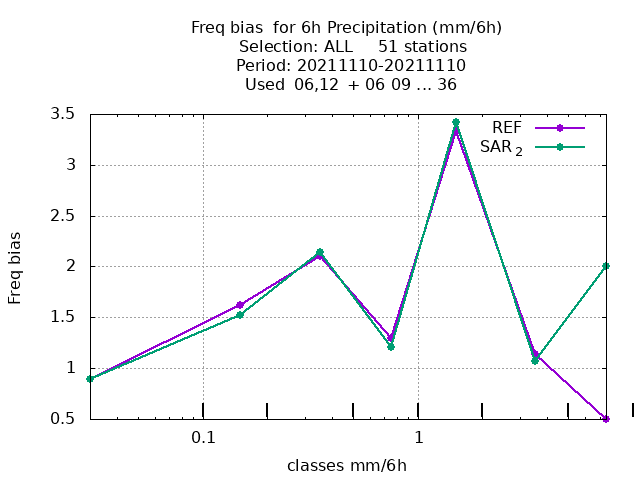 Freq bias  for 6h Precipitation (mm/6h)
Selection: ALL     51 stations
Period: 20211110-20211110
Used  06,12  + 06 09 ... 36
3.5
3
2.5
2
1.5
1
0.5
Freq bias
REF
SAR 2
0.1
1
classes mm/6h